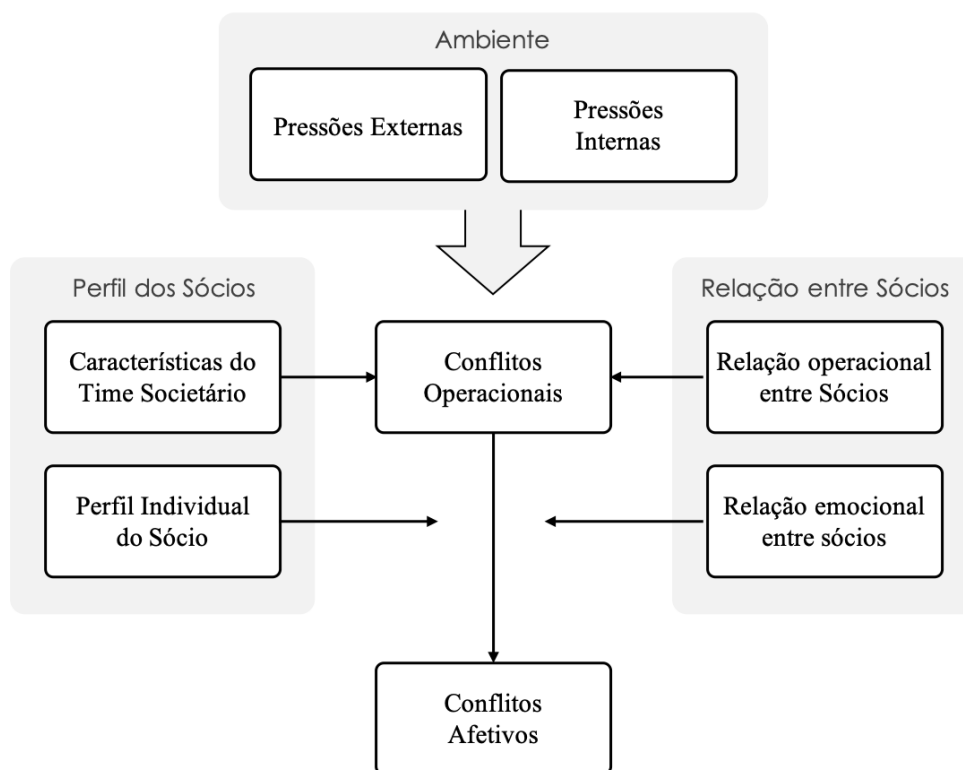 Ambiente
Pressões Externas
Pressões
Internas
Perfil dos Sócios
Relação entre Sócios
Características do
Time Societário
Conflitos
Operacionais
Relação operacional
entre Sócios
Perfil Individual
do Sócio
Relação emocional
entre sócios
Conflitos
Afetivos